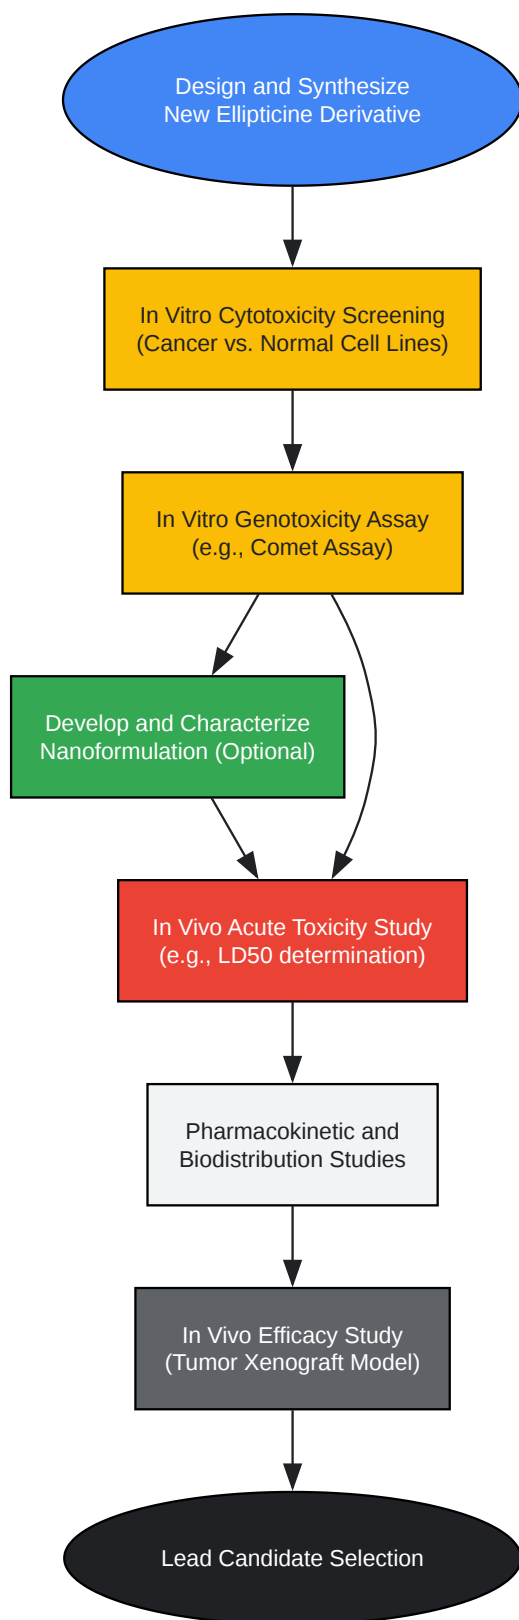 Design and Synthesize
New Ellipticine Derivative
In Vitro Cytotoxicity Screening
(Cancer vs. Normal Cell Lines)
In Vitro Genotoxicity Assay
(e.g., Comet Assay)
Develop and Characterize
Nanoformulation (Optional)
In Vivo Acute Toxicity Study
(e.g., LD50 determination)
Pharmacokinetic and
Biodistribution Studies
In Vivo Efficacy Study
(Tumor Xenograft Model)
Lead Candidate Selection